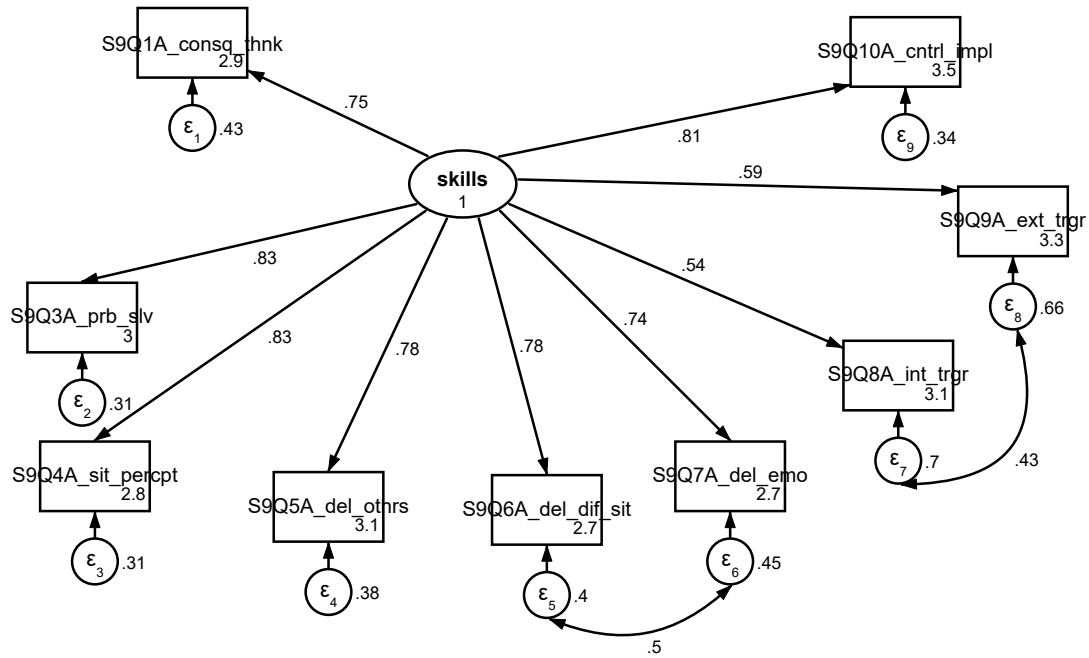 S9Q1A_consq_thnk
2.9
ε1
.43
.75
S9Q10A_cntrl_impl
3.5
ε9
.34
.81
skills
1
.59
S9Q9A_ext_trgr
3.3
ε8
.66
.83
S9Q3A_prb_slv
3
ε2
.31
.83
.78
.78
.74
.54
S9Q8A_int_trgr
3.1
ε7
.7
.43
S9Q4A_sit_percpt
2.8
ε3
.31
S9Q5A_del_othrs
3.1
ε4
.38
S9Q6A_del_dif_sit
2.7
ε5
.4
S9Q7A_del_emo
2.7
ε6
.45
.5